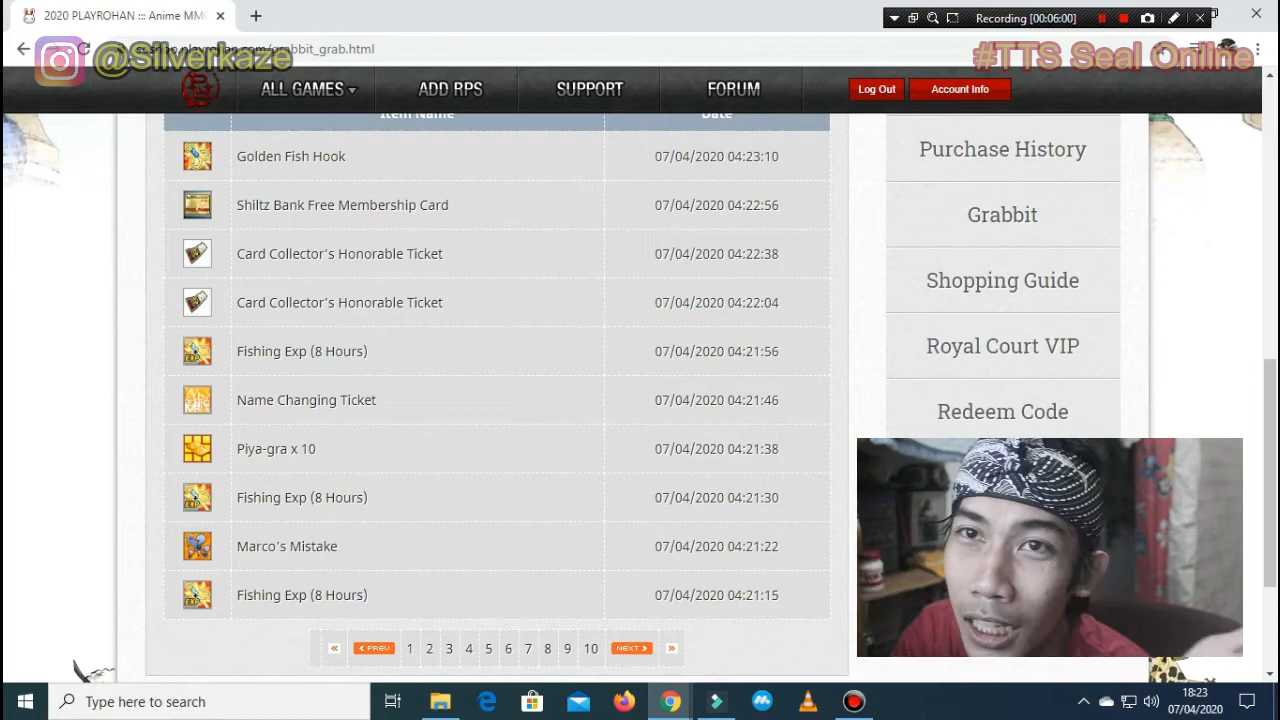 2020 PLAYROHAN ::: Anime MM
Recording [00:06:00]
playrohan.com/grabbit_grab.html
@Silverkaze
#TTS Seal Online
ALL GAMES
ADD RPS
SUPPORT
FORUM
Log Out
Account Info
Item Name
Date
Golden Fish Hook
07/04/2020 04:23:10
Shiltz Bank Free Membership Card
07/04/2020 04:22:56
Card Collector's Honorable Ticket
07/04/2020 04:22:38
Card Collector's Honorable Ticket
07/04/2020 04:22:04
Fishing Exp (8 Hours)
07/04/2020 04:21:56
Name Changing Ticket
07/04/2020 04:21:46
Piya-gra x 10
07/04/2020 04:21:38
Fishing Exp (8 Hours)
07/04/2020 04:21:30
Marco's Mistake
07/04/2020 04:21:22
Fishing Exp (8 Hours)
07/04/2020 04:21:15
« PREV 1 2 3 4 5 6 7 8 9 10 NEXT »
Purchase History
Grabbit
Shopping Guide
Royal Court VIP
Redeem Code
Type here to search
18:23
07/04/2020